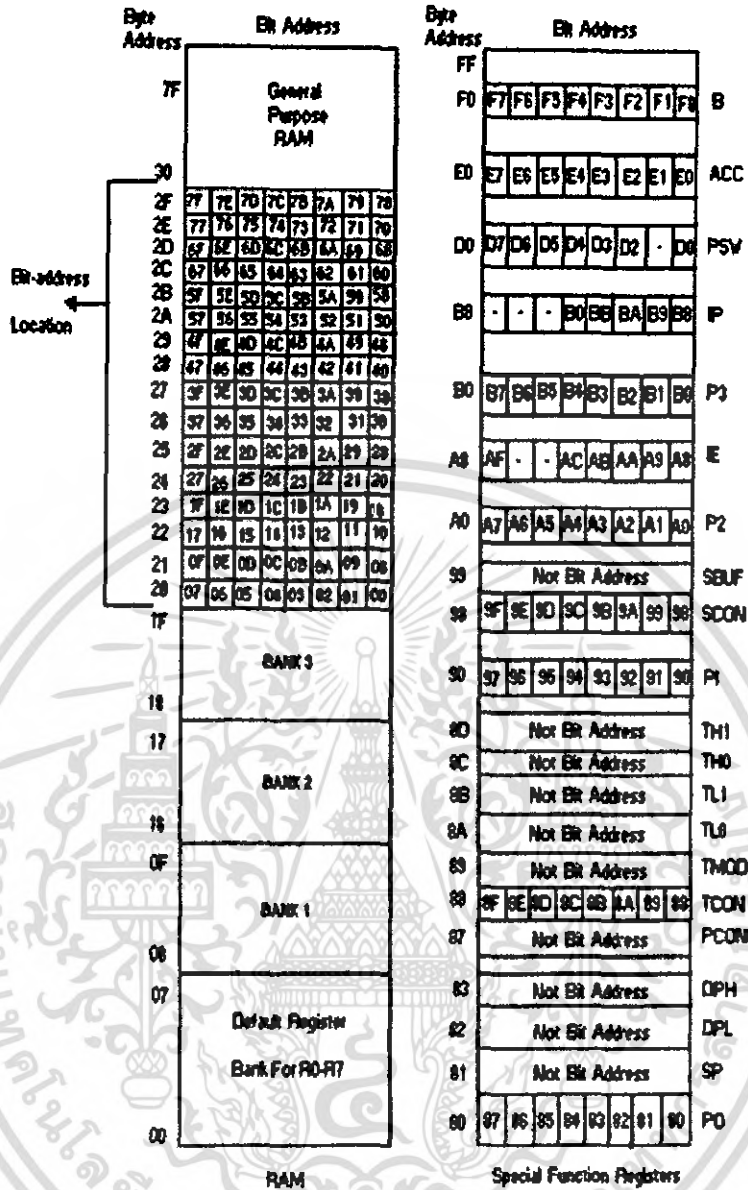 Byte Address
Bit Address
7F
General Purpose RAM
30
2F 7F 7E 7D 7C 7B 7A 79 78
2E 77 76 75 74 73 72 71 70
2D 6F 6E 6D 6C 6B 6A 69 68
2C 67 66 65 64 63 62 61 60
2B 5F 5E 5D 5C 5B 5A 59 58
2A 57 56 55 54 53 52 51 50
29 4F 4E 4D 4C 4B 4A 49 48
28 47 46 45 44 43 42 41 40
27 3F 3E 3D 3C 3B 3A 39 38
26 37 36 35 34 33 32 31 30
25 2F 2E 2D 2C 2B 2A 29 28
24 27 26 25 24 23 22 21 20
23 1F 1E 1D 1C 1B 1A 19 18
22 17 16 15 14 13 12 11 10
21 0F 0E 0D 0C 0B 0A 09 08
20 07 06 05 04 03 02 01 00
Bit-address
Location
1F
BANK 3
18
17
BANK 2
0F
BANK 1
08
07
Default Register
Bank For R0-R7
00
RAM
Byte Address
Bit Address
FF
F0 F7 F6 F5 F4 F3 F2 F1 F0 B
E0 E7 E6 E5 E4 E3 E2 E1 E0 ACC
D0 D7 D6 D5 D4 D3 D2 - D0 PSW
B8 - - - BB BA B9 B8 IP
B0 B7 B6 B5 B4 B3 B2 B1 B0 P3
A8 AF - - AC AB AA A9 A8 IE
A0 A7 A6 A5 A4 A3 A2 A1 A0 P2
99 Not Bit Address SBUF
98 9F 9E 9D 9C 9B 9A 99 98 SCON
90 97 96 95 94 93 92 91 90 P1
8D Not Bit Address TH1
8C Not Bit Address TH0
8B Not Bit Address TL1
8A Not Bit Address TL0
89 Not Bit Address TMOD
88 8F 8E 8D 8C 8B 8A 89 88 TCON
87 Not Bit Address PCON
83 Not Bit Address DPH
82 Not Bit Address DPL
81 Not Bit Address SP
80 87 86 85 84 83 82 81 80 P0
Special Function Registers